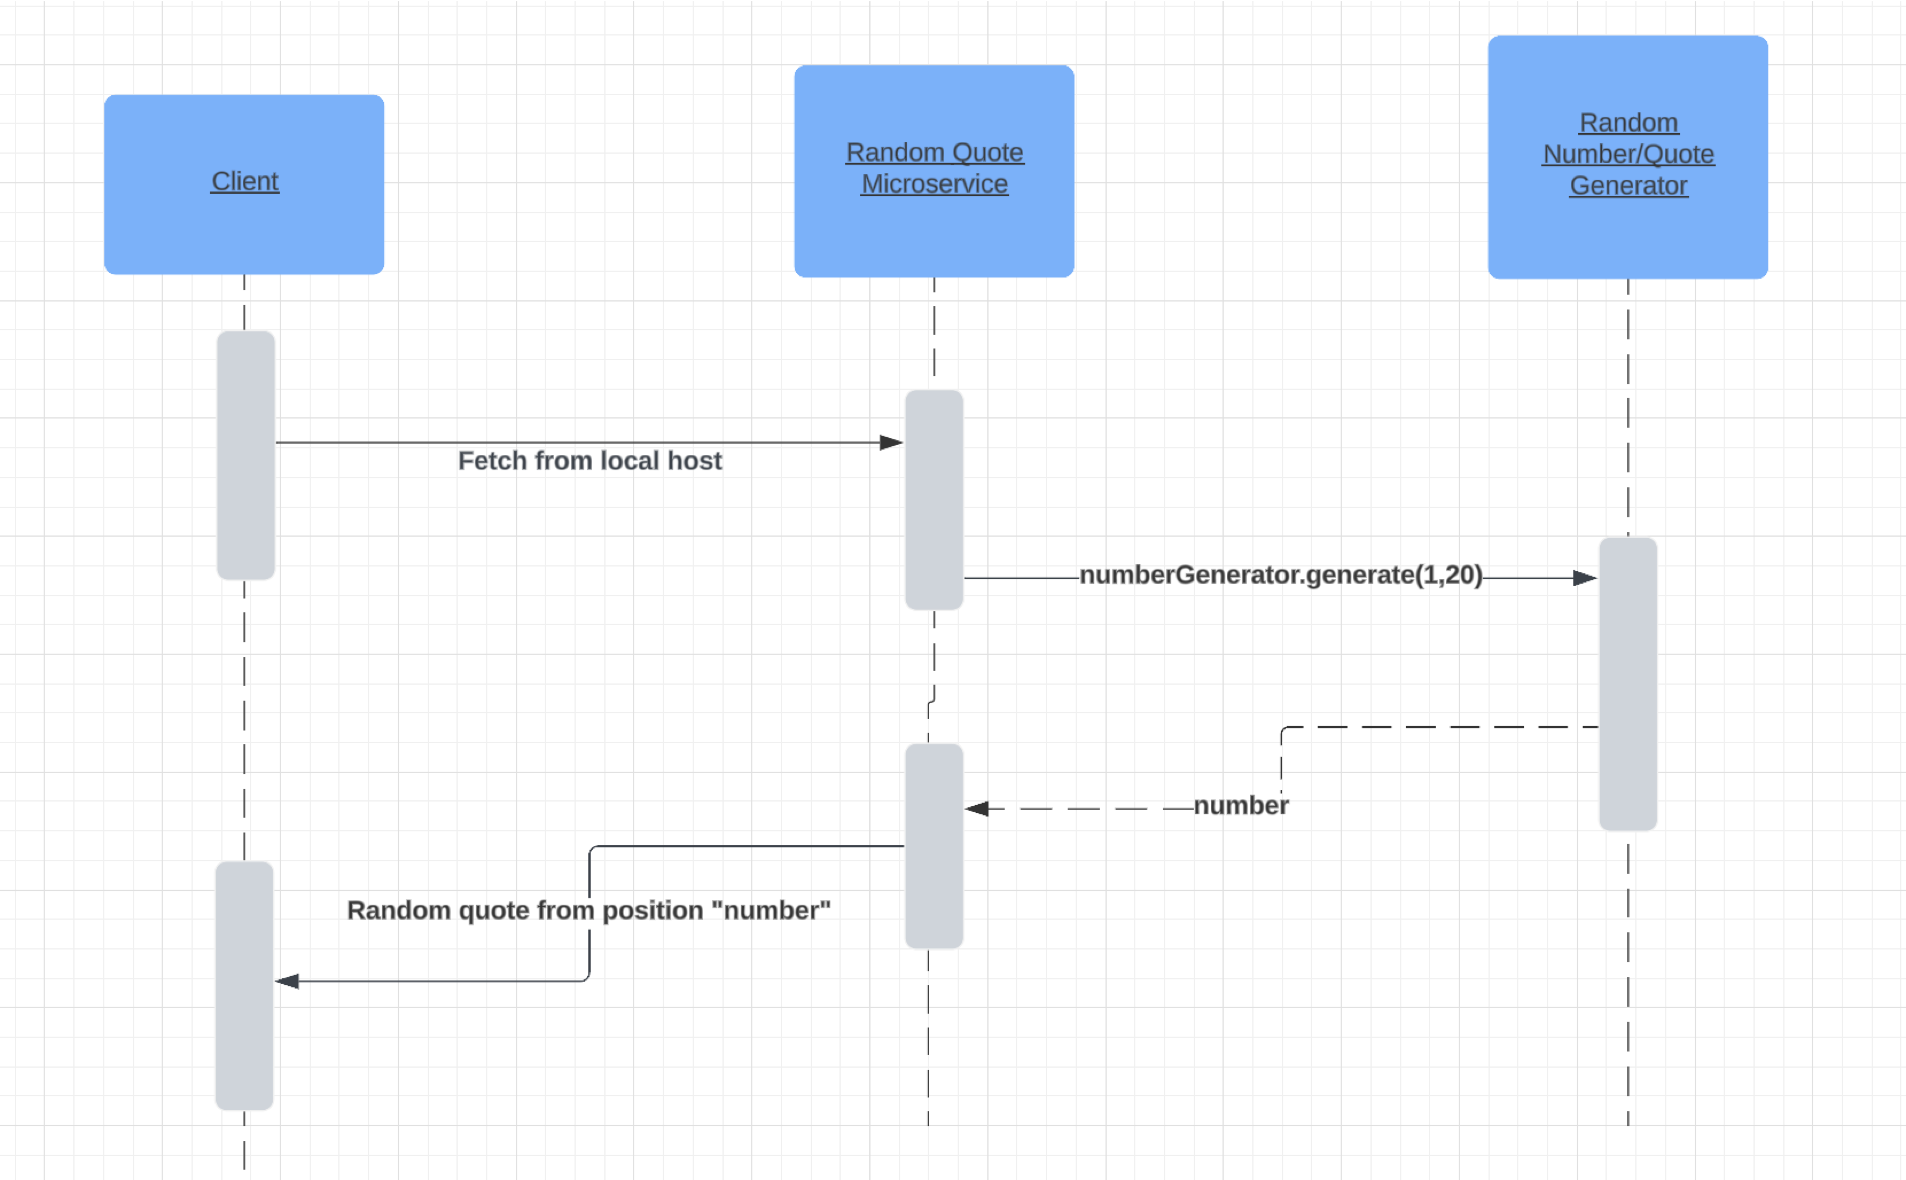 Client
Random Quote
Microservice
Random
Number/Quote
Generator
Fetch from local host
numberGenerator.generate(1,20)
number
Random quote from position "number"